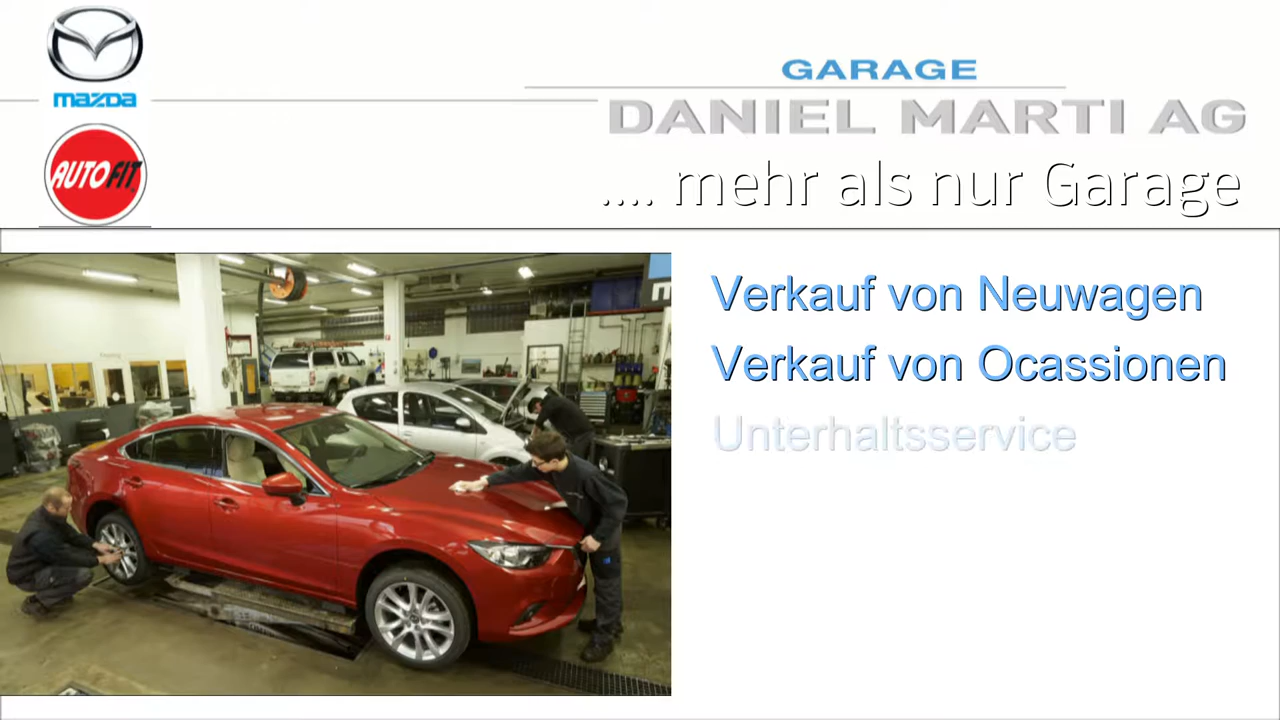 mazda
AUTOFIT
GARAGE
DANIEL MARTI AG
.... mehr als nur Garage
Verkauf von Neuwagen
Verkauf von Ocassionen
Unterhaltsservice